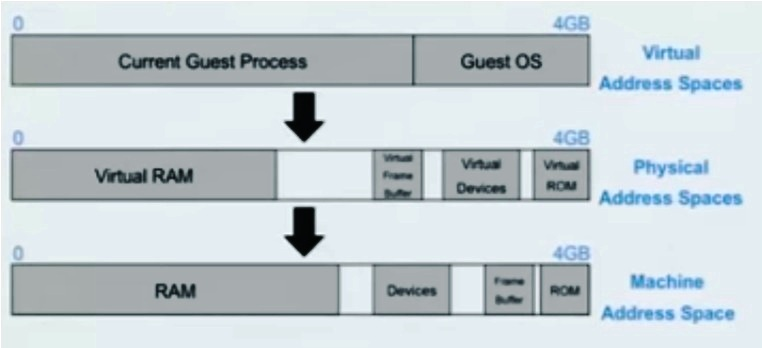 0 4GB
Current Guest Process Guest OS Virtual
Address Spaces
0 4GB
Virtual RAM Virtual Frame Buffer Virtual Devices Virtual ROM Physical
Address Spaces
0 4GB
RAM Devices Frame Buffer ROM Machine
Address Space